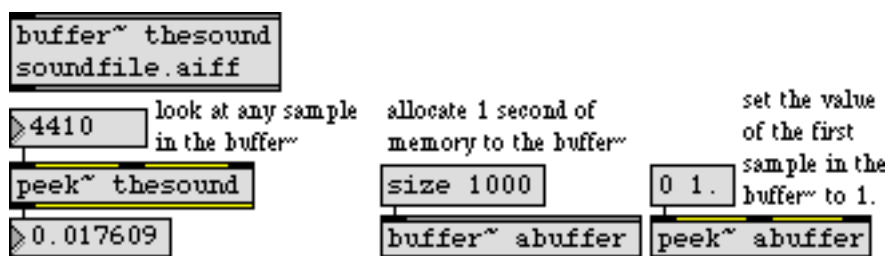 buffer~ thesound
soundfile.aiff
4410
look at any sample
in the buffer~
peek~ thesound
0.017609
allocate 1 second of
memory to the buffer~
size 1000
buffer~ abuffer
set the value
of the first
sample in the
buffer~ to 1.
0 1.
peek~ abuffer